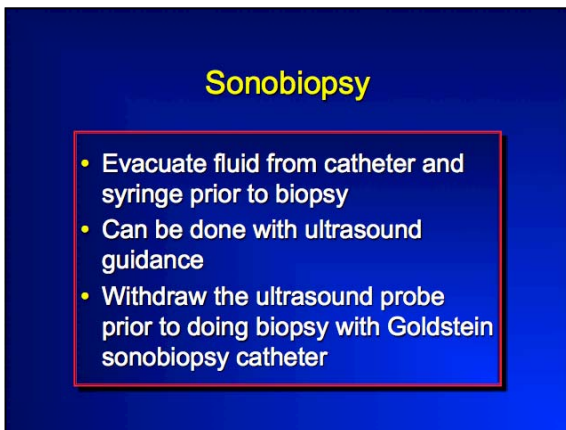 Sonobiopsy
• Evacuate fluid from catheter and
syringe prior to biopsy
• Can be done with ultrasound
guidance
• Withdraw the ultrasound probe
prior to doing biopsy with Goldstein
sonobiopsy catheter